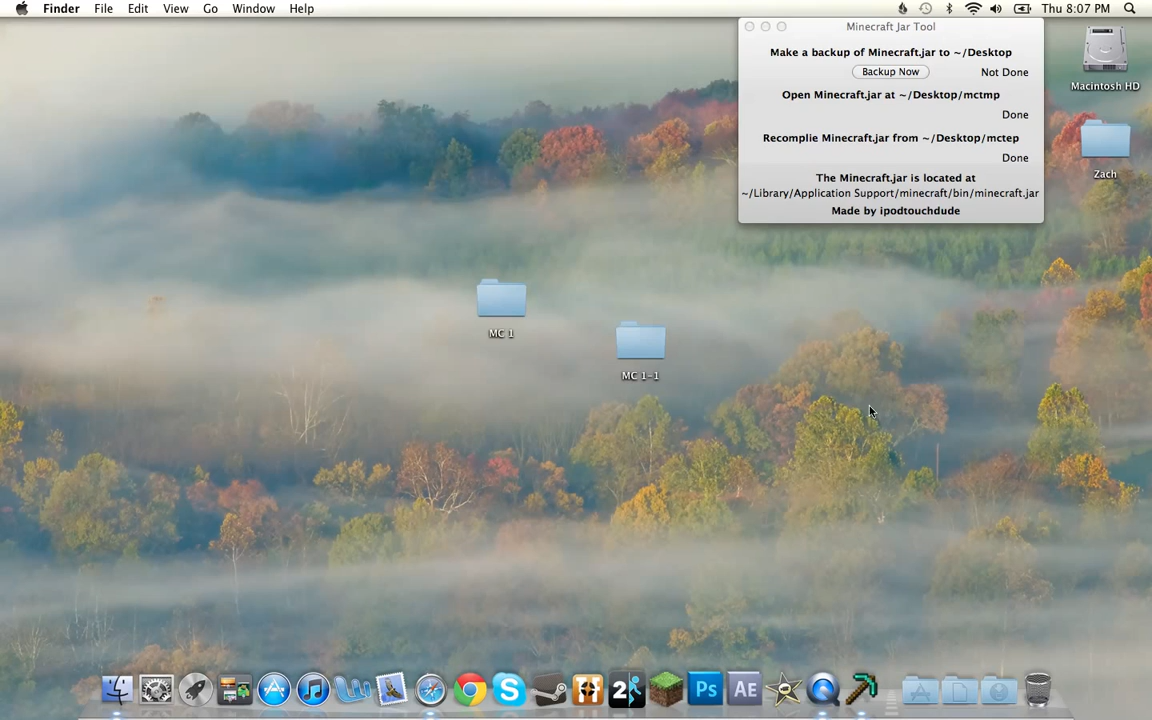 Finder File Edit View Go Window Help Thu 8:07 PM
Minecraft Jar Tool
Make a backup of Minecraft.jar to ~/Desktop
Backup Now Not Done
Open Minecraft.jar at ~/Desktop/mctmp
Done
Recomplie Minecraft.jar from ~/Desktop/mctep
Done
The Minecraft.jar is located at
~/Library/Application Support/minecraft/bin/minecraft.jar
Made by ipodtouchdude
Macintosh HD
Zach
MC 1
MC 1-1
2
Ps
AE